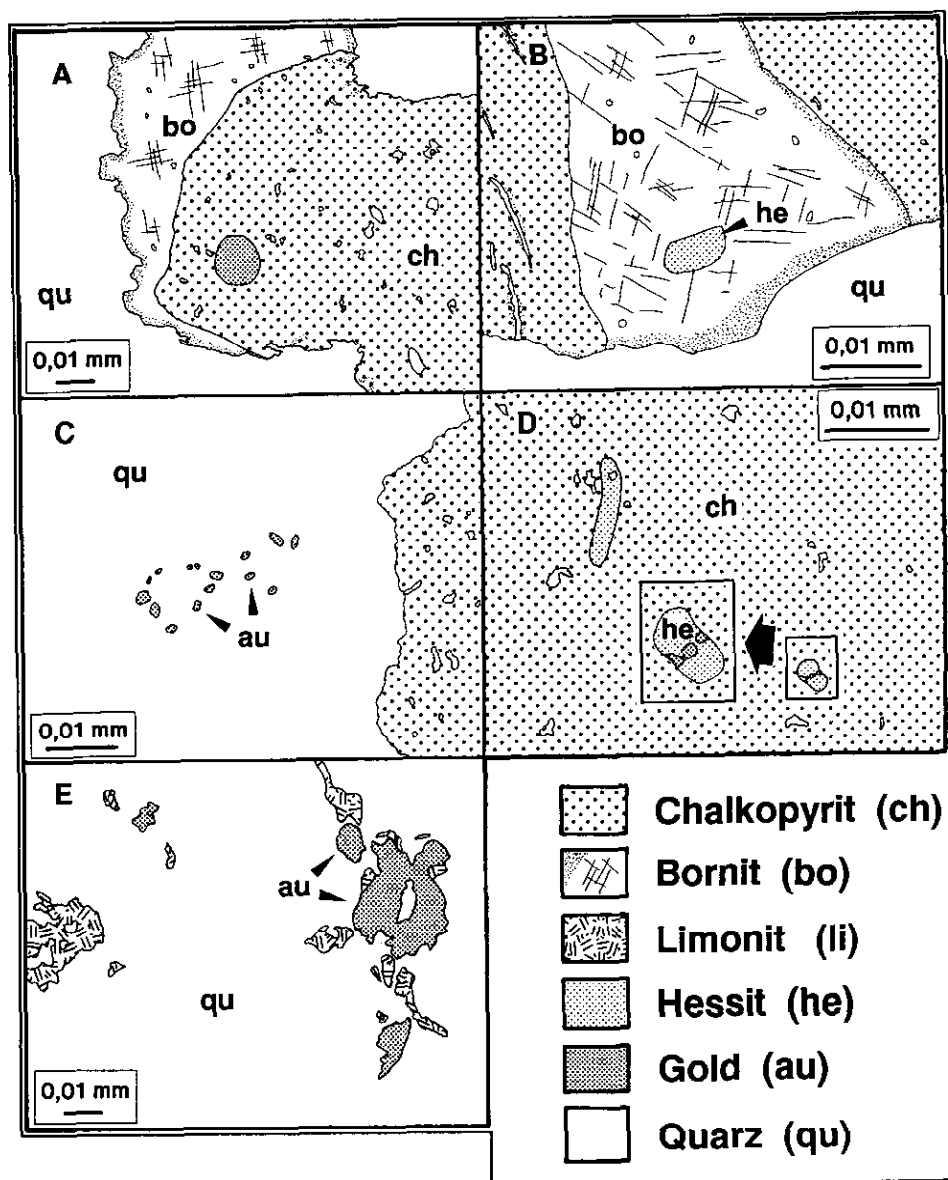 A
bo
ch
qu
0,01 mm
B
bo
he
qu
0,01 mm
C
qu
au
0,01 mm
D
0,01 mm
ch
he
E
au
qu
0,01 mm
Chalkopyrit (ch)
Bornit (bo)
Limonit (li)
Hessit (he)
Gold (au)
Quarz (qu)